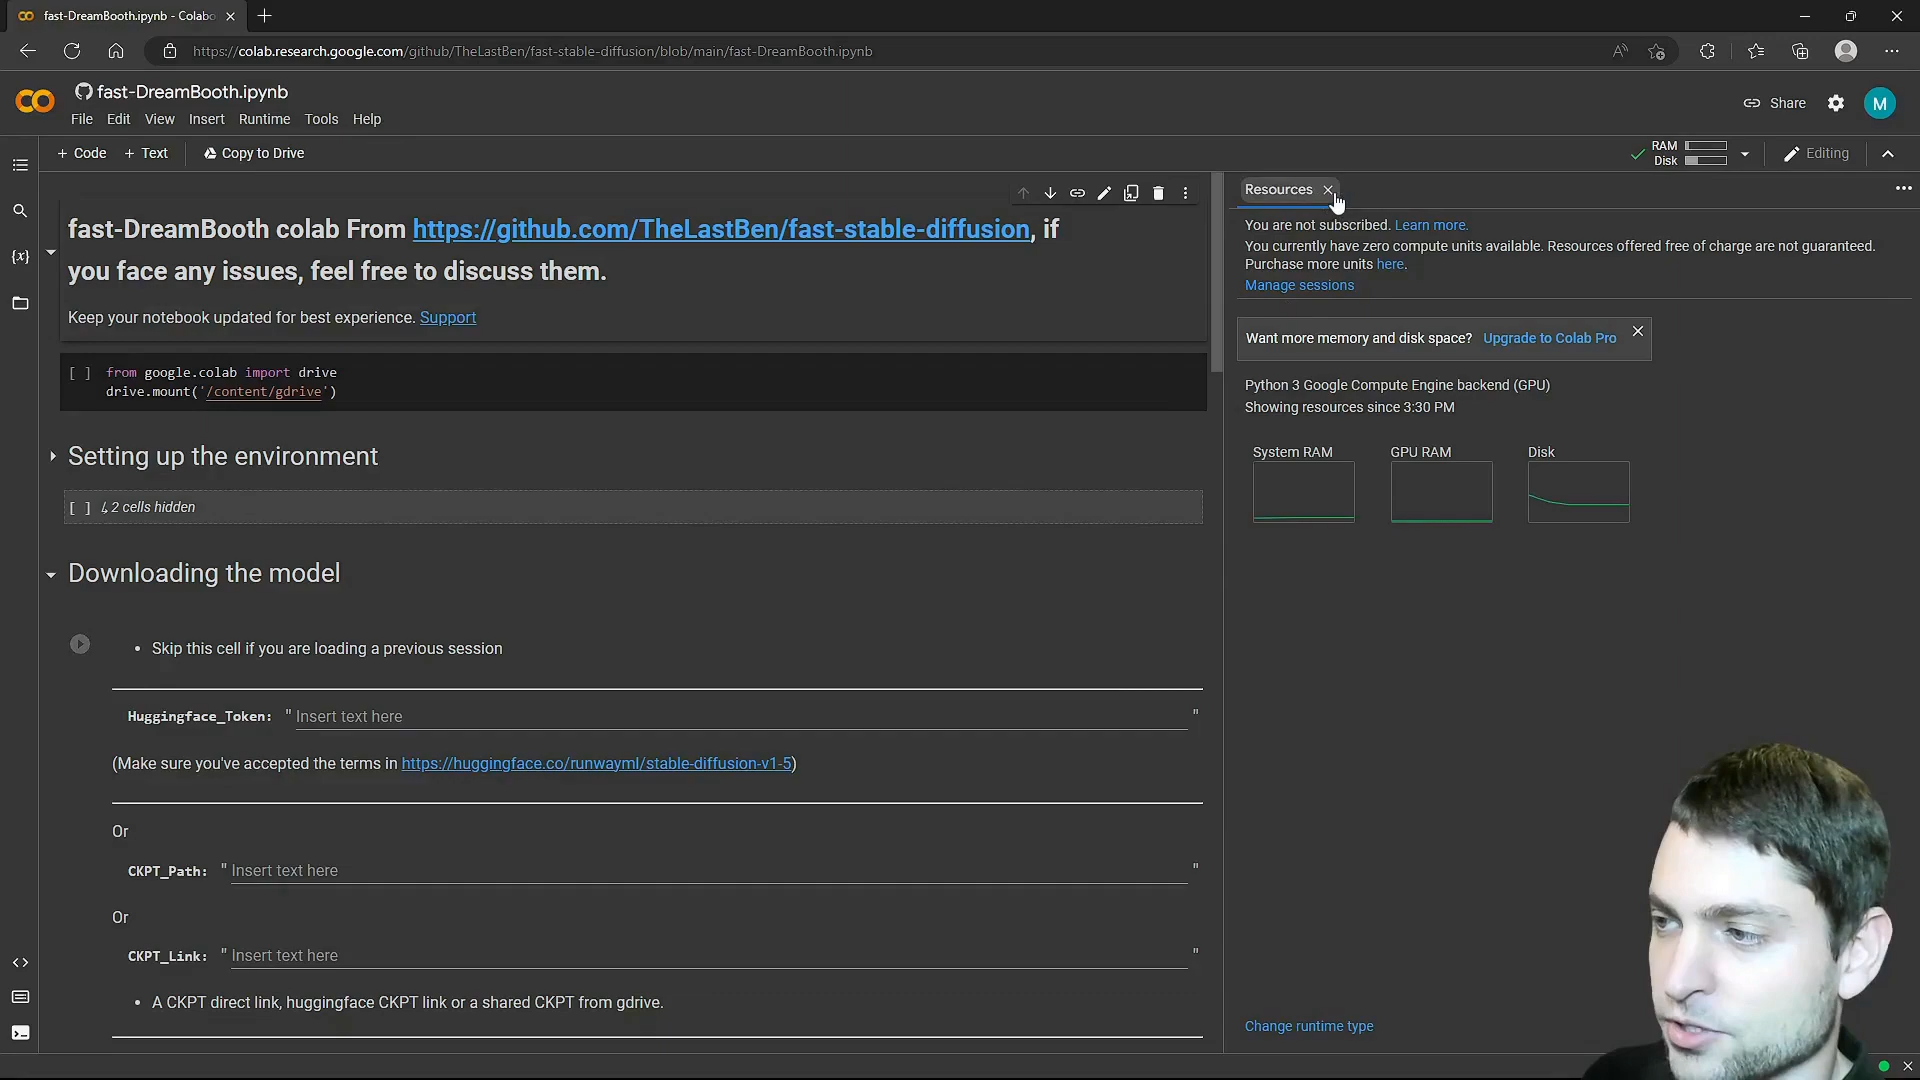 fast-DreamBooth.ipynb - Colabo
https://colab.research.google.com/github/TheLastBen/fast-stable-diffusion/blob/main/fast-DreamBooth.ipynb
fast-DreamBooth.ipynb
Share
M
File Edit View Insert Runtime Tools Help
+ Code + Text Copy to Drive
RAM
Disk
Editing
fast-DreamBooth colab From https://github.com/TheLastBen/fast-stable-diffusion, if
you face any issues, feel free to discuss them.
Keep your notebook updated for best experience. Support
[ ] from google.colab import drive
drive.mount('/content/gdrive')
Setting up the environment
[ ] ↳ 2 cells hidden
Downloading the model
• Skip this cell if you are loading a previous session
Huggingface_Token: " Insert text here "
(Make sure you've accepted the terms in https://huggingface.co/runwayml/stable-diffusion-v1-5)
Or
CKPT_Path: " Insert text here "
Or
CKPT_Link: " Insert text here "
• A CKPT direct link, huggingface CKPT link or a shared CKPT from gdrive.
Resources
You are not subscribed. Learn more.
You currently have zero compute units available. Resources offered free of charge are not guaranteed.
Purchase more units here.
Manage sessions
Want more memory and disk space? Upgrade to Colab Pro
Python 3 Google Compute Engine backend (GPU)
Showing resources since 3:30 PM
System RAM GPU RAM Disk
Change runtime type